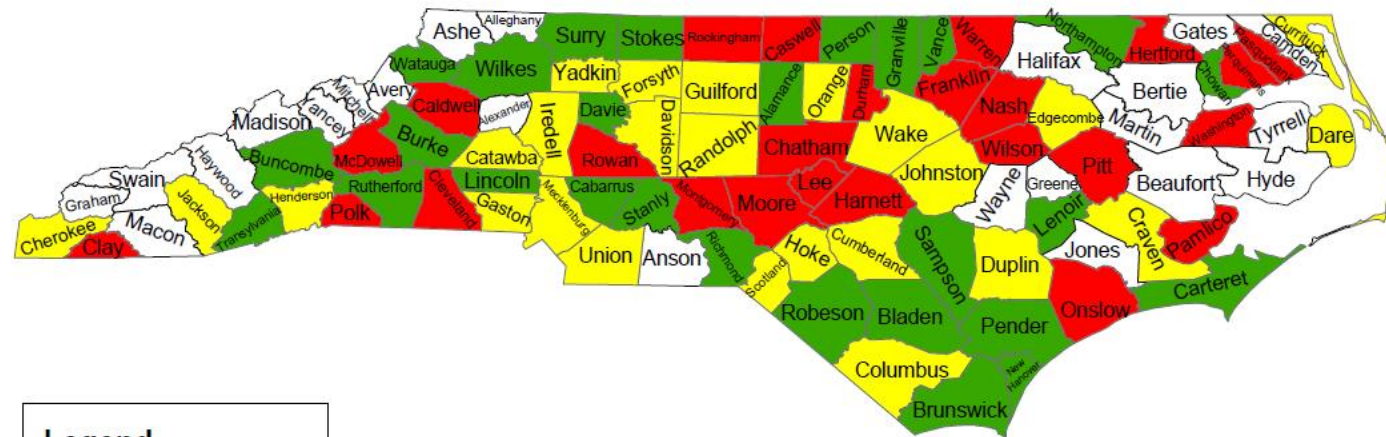 Ashe
Alleghany
Surry
Stokes
Rockingham
Caswell
Person
Granville
Vance
Warren
Northampton
Hertford
Gates
Pasquotank
Perquimans
Camden
Currituck
Watauga
Wilkes
Yadkin
Forsyth
Guilford
Alamance
Orange
Durham
Franklin
Halifax
Bertie
Chowan
Avery
Mitchell
Yancey
Madison
Caldwell
Alexander
Iredell
Davie
Davidson
Randolph
Chatham
Wake
Nash
Edgecombe
Martin
Washington
Tyrrell
Dare
Buncombe
McDowell
Burke
Catawba
Rowan
Wilson
Pitt
Beaufort
Hyde
Haywood
Swain
Graham
Jackson
Macon
Cherokee
Clay
Transylvania
Henderson
Rutherford
Polk
Cleveland
Lincoln
Gaston
Mecklenburg
Cabarrus
Stanly
Montgomery
Moore
Lee
Harnett
Johnston
Wayne
Greene
Lenoir
Craven
Pamlico
Jones
Carteret
Union
Anson
Richmond
Scotland
Hoke
Cumberland
Sampson
Duplin
Onslow
Robeson
Bladen
Pender
New
Hanover
Columbus
Brunswick
Legend